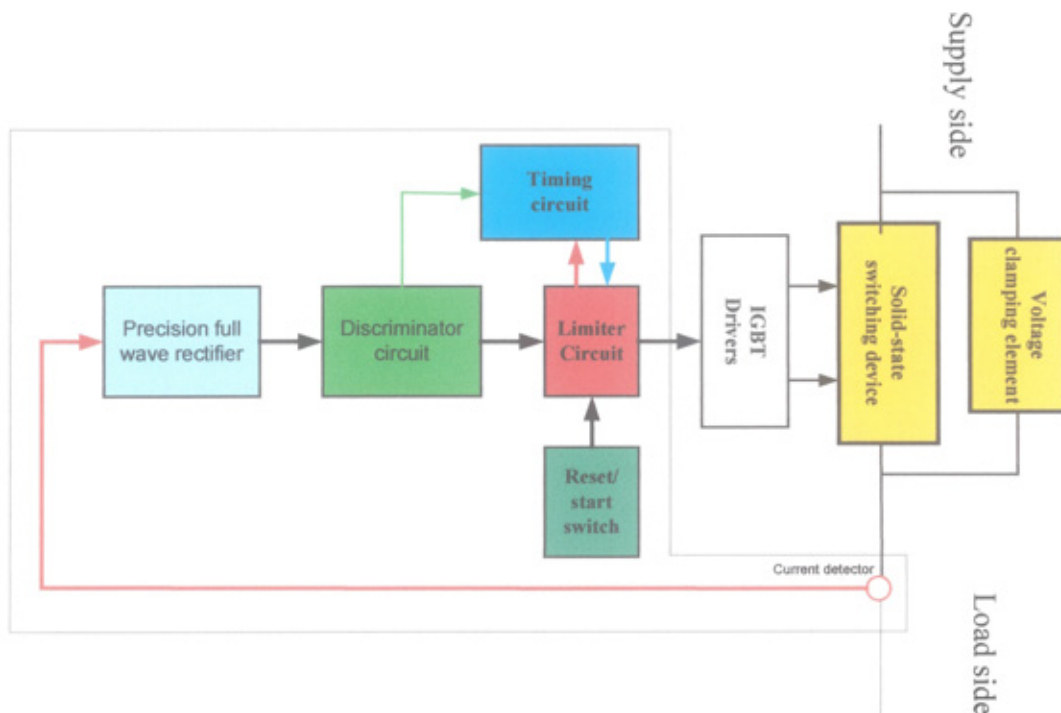 Supply side
Timing
circuit
Precision full
wave rectifier
Discriminator
circuit
Limiter
Circuit
IGBT
Drivers
Solid-state
switching device
Voltage
clamping element
Reset/
start
switch
Current detector
Load side